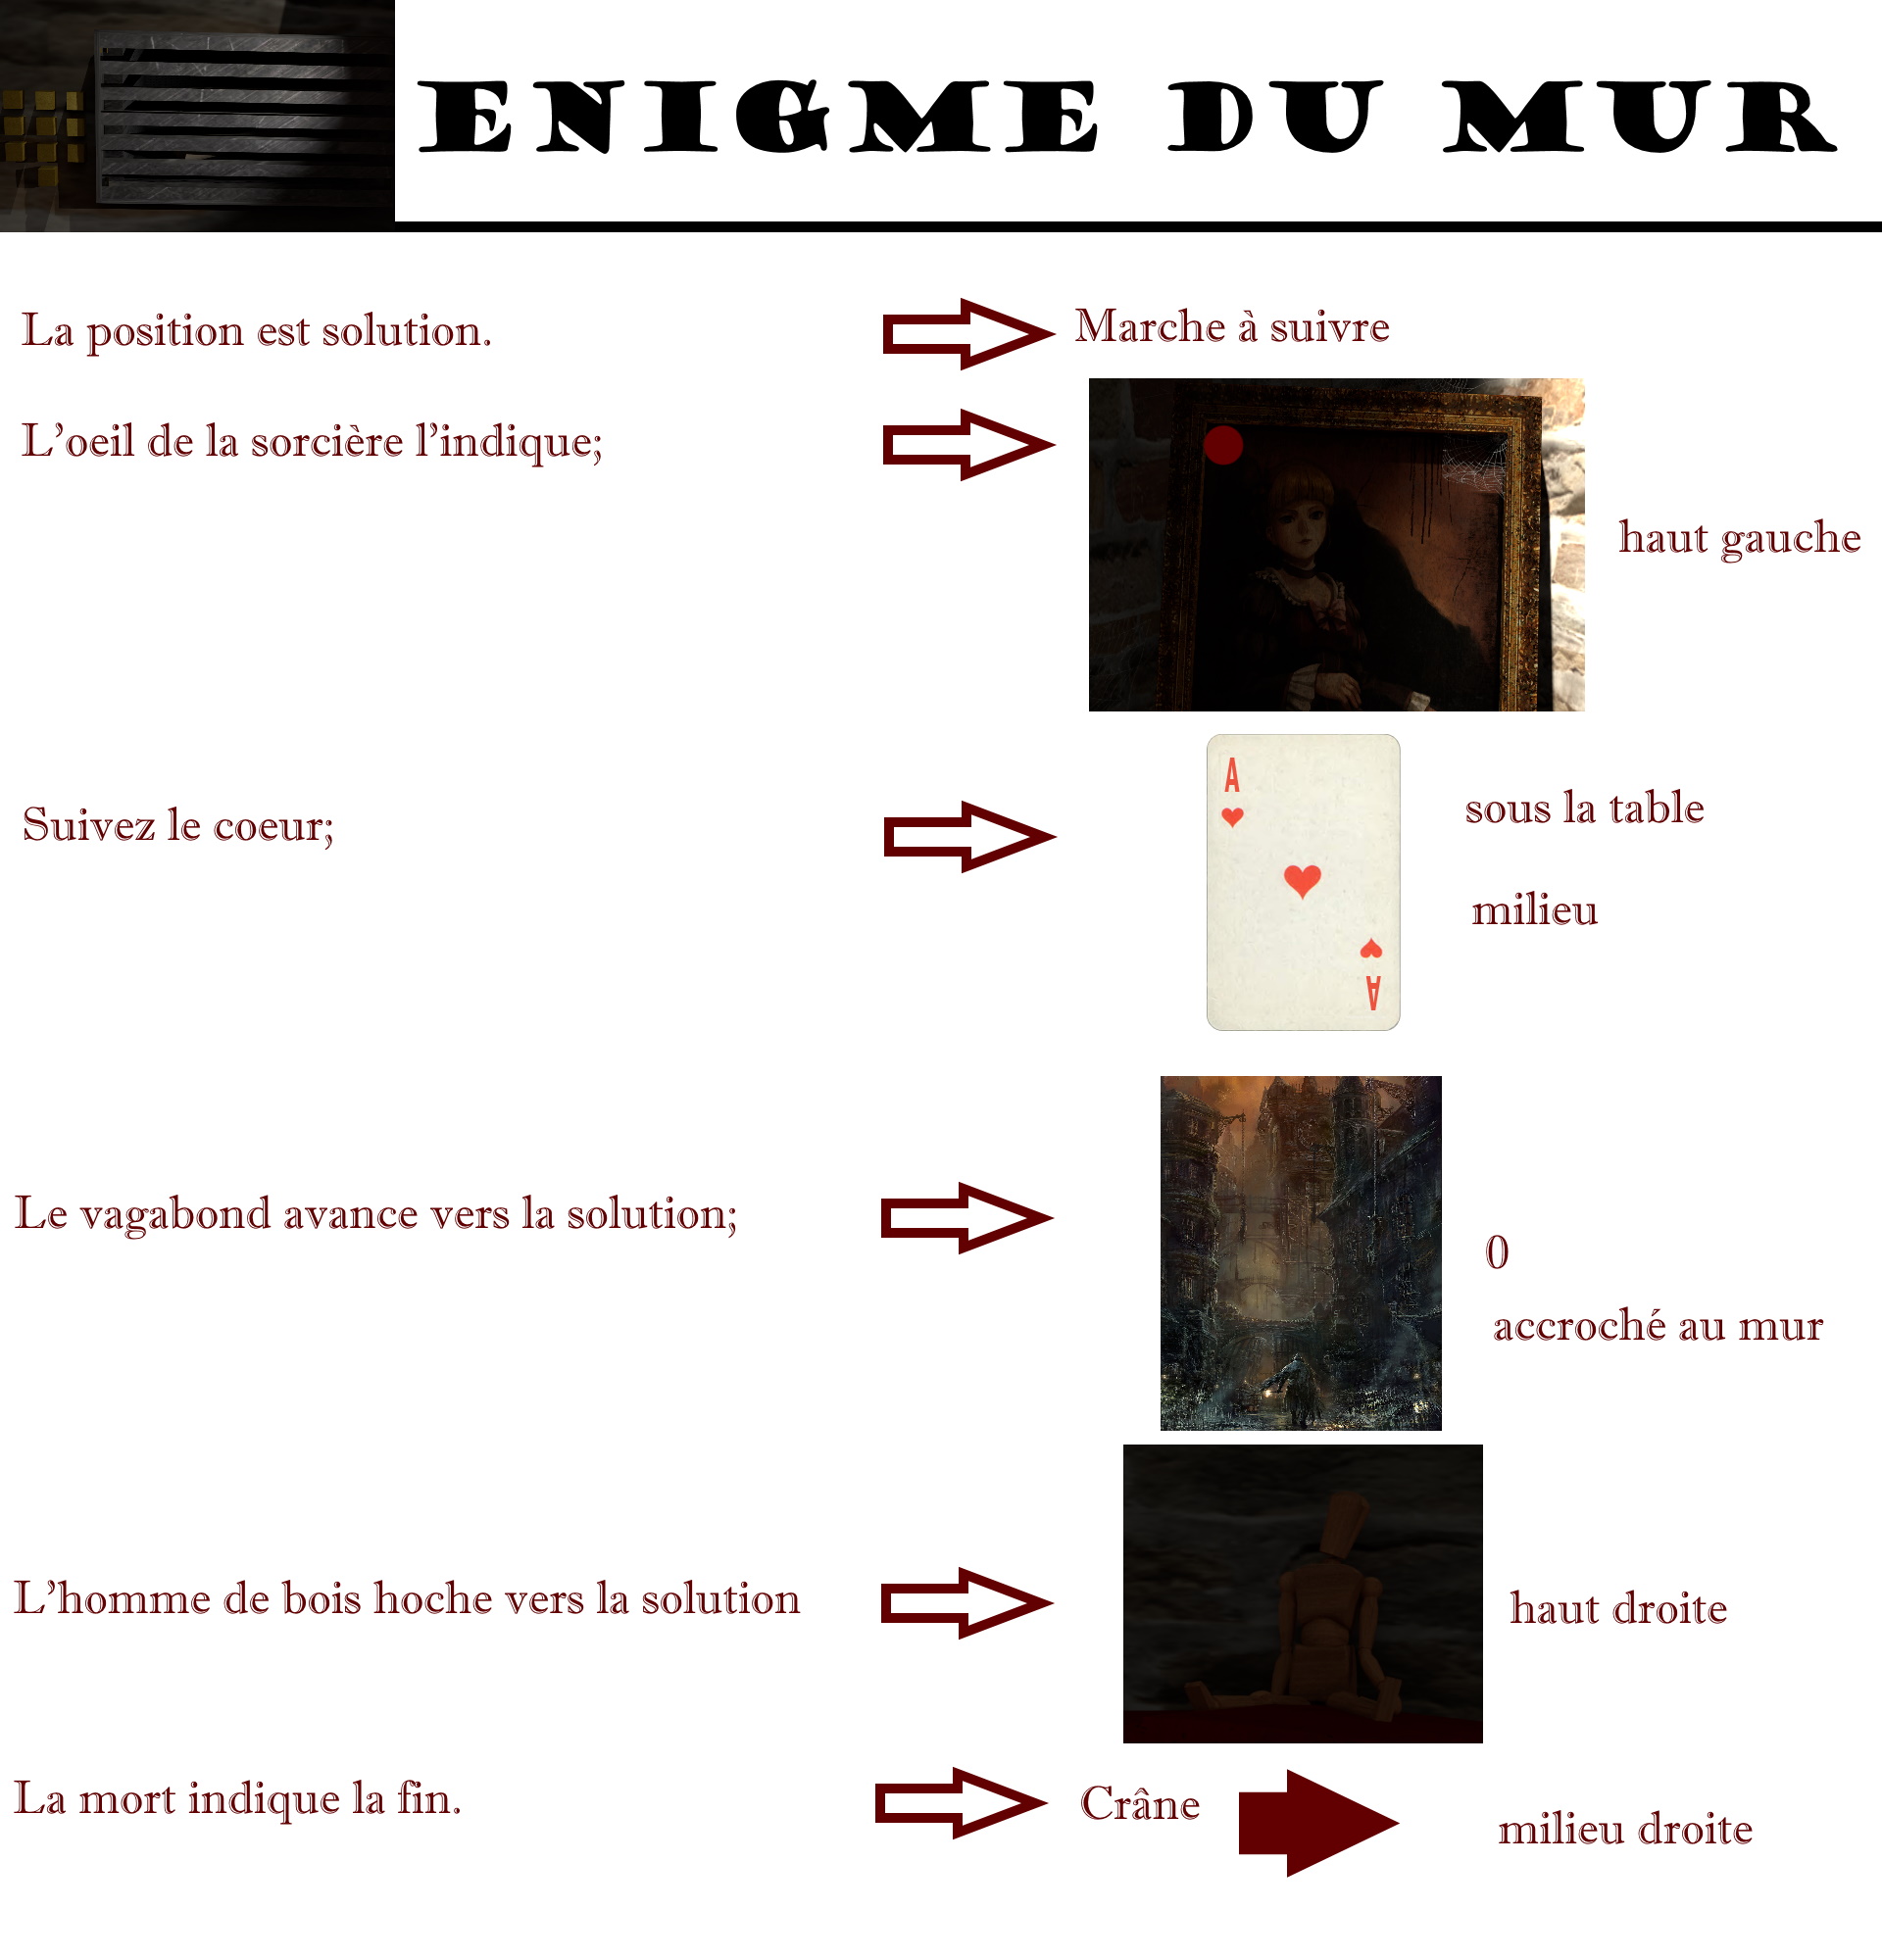 ENIGME DU MUR
La position est solution.
Marche à suivre
L'oeil de la sorcière l'indique;
haut gauche
Suivez le coeur;
A
A
sous la table
milieu
Le vagabond avance vers la solution;
0
accroché au mur
L'homme de bois hoche vers la solution
haut droite
La mort indique la fin.
Crâne
milieu droite